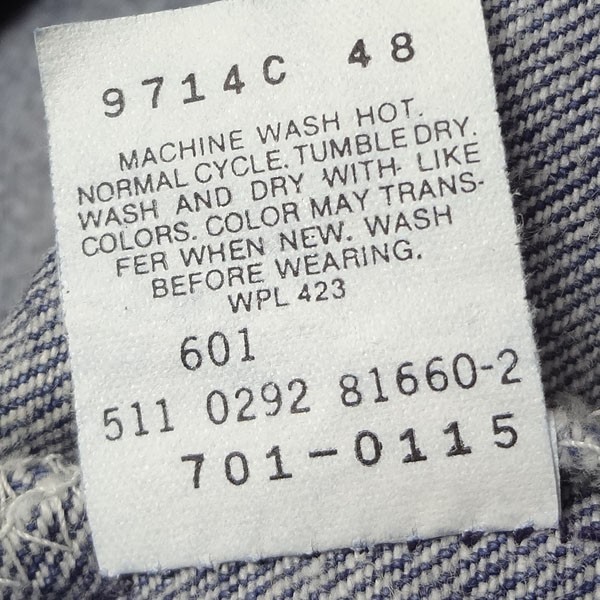 9714C 48
MACHINE WASH HOT.
NORMAL CYCLE. TUMBLE DRY.
WASH AND DRY WITH LIKE
COLORS. COLOR MAY TRANS-
FER WHEN NEW. WASH
BEFORE WEARING.
WPL 423
601
511 0292 81660-2
701-0115